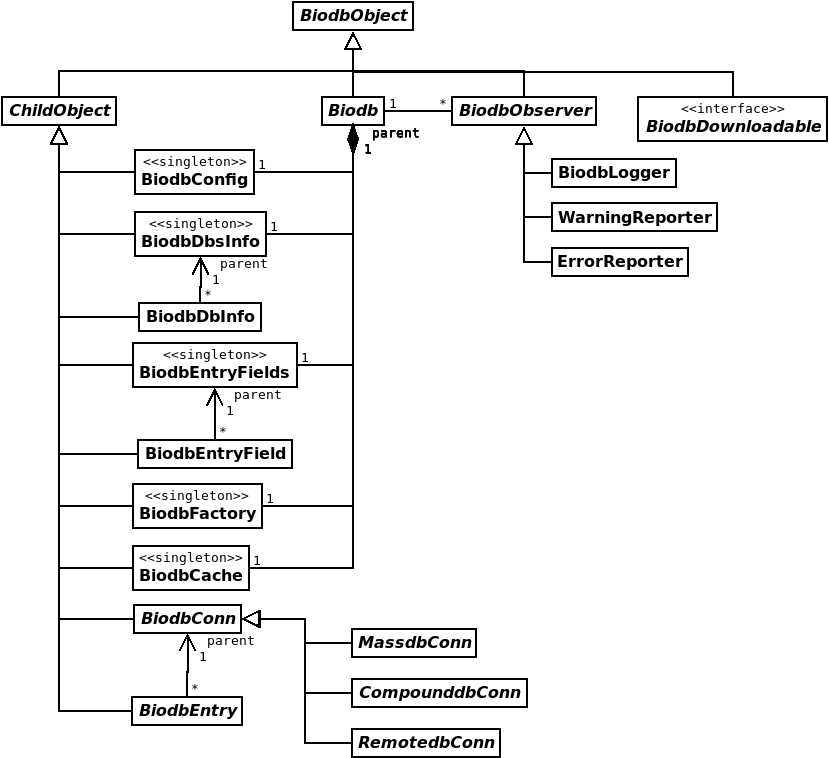 BiodbObject
ChildObject
Biodb
1
*
BiodbObserver
<<interface>>
BiodbDownloadable
parent
1
<<singleton>>
BiodbConfig
1
BiodbLogger
<<singleton>>
BiodbDbsInfo
1
WarningReporter
parent
1
*
ErrorReporter
BiodbDbInfo
<<singleton>>
BiodbEntryFields
1
parent
1
*
BiodbEntryField
<<singleton>>
BiodbFactory
1
<<singleton>>
BiodbCache
1
BiodbConn
parent
1
*
MassdbConn
BiodbEntry
CompounddbConn
RemotedbConn